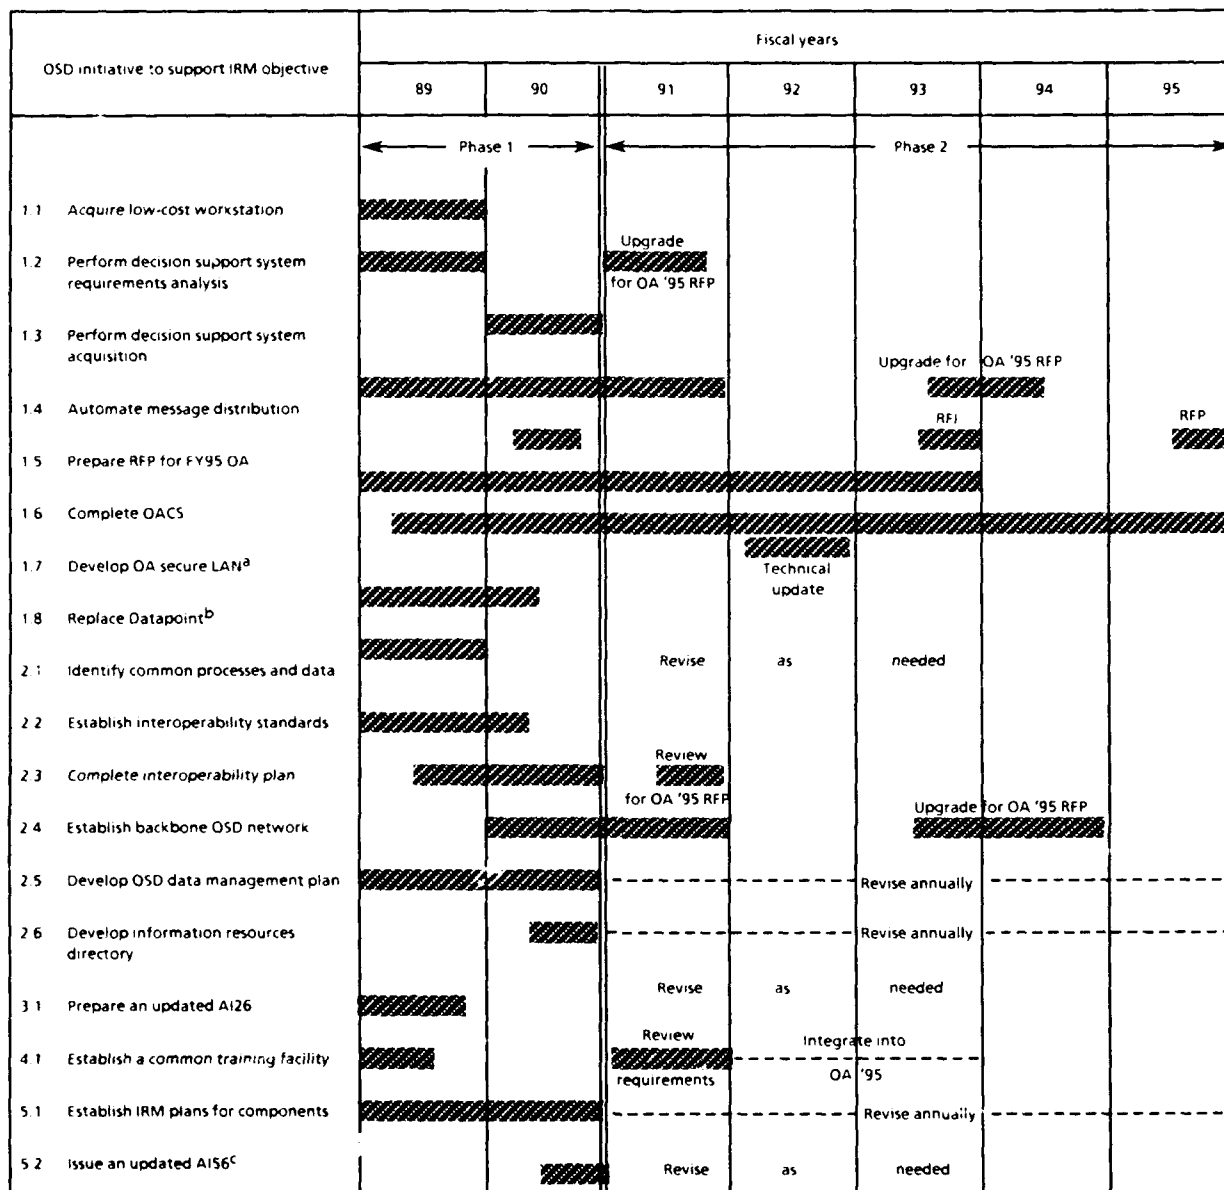 Fiscal years
OSD initiative to support IRM objective
89 90 91 92 93 94 95
Phase 1 Phase 2
1.1 Acquire low-cost workstation
Upgrade
1.2 Perform decision support system
requirements analysis
for OA '95 RFP
1.3 Perform decision support system
acquisition
Upgrade for OA '95 RFP
1.4 Automate message distribution
RFI RFP
1.5 Prepare RFP for FY95 OA
1.6 Complete OACS
1.7 Develop OA secure LANa
Technical
update
1.8 Replace Datapointb
2.1 Identify common processes and data
Revise as needed
2.2 Establish interoperability standards
Review
2.3 Complete interoperability plan
for OA '95 RFP
Upgrade for OA '95 RFP
2.4 Establish backbone OSD network
2.5 Develop OSD data management plan
Revise annually
2.6 Develop information resources
directory
Revise annually
Revise as needed
3.1 Prepare an updated AI26
Review Integrate into
4.1 Establish a common training facility
requirements OA '95
5.1 Establish IRM plans for components
Revise annually
5.2 Issue an updated AI56c
Revise as needed